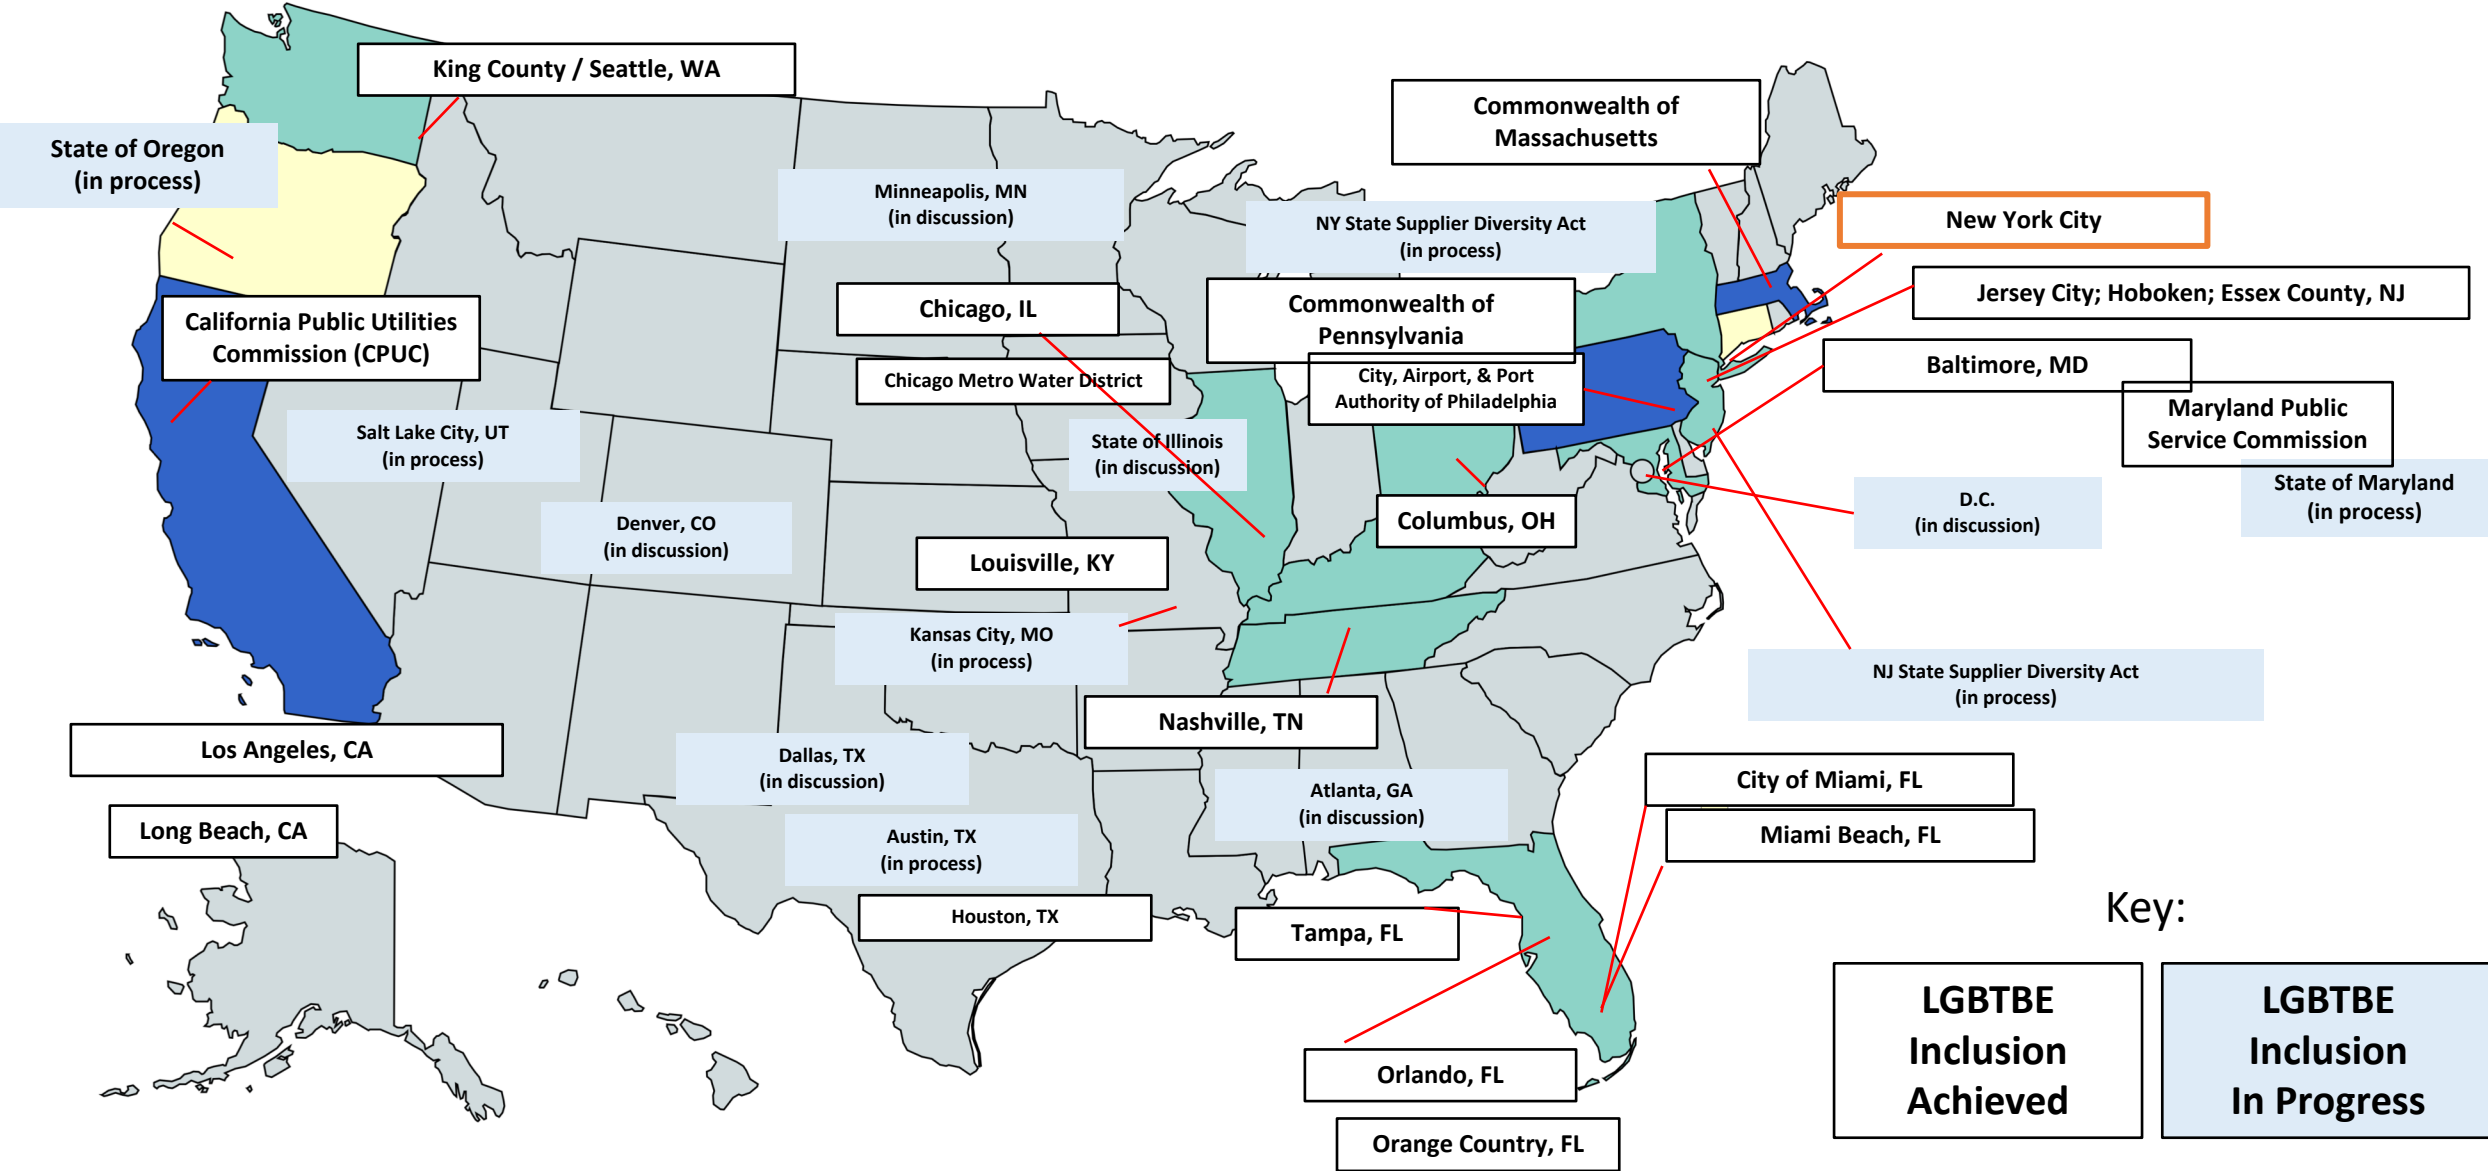 King County / Seattle, WA
State of Oregon
(in process)
Commonwealth of
Massachusetts
Minneapolis, MN
(in discussion)
NY State Supplier Diversity Act
(in process)
New York City
Jersey City; Hoboken; Essex County, NJ
California Public Utilities
Commission (CPUC)
Chicago, IL
Commonwealth of
Pennsylvania
Baltimore, MD
Chicago Metro Water District
City, Airport, & Port
Authority of Philadelphia
Maryland Public
Service Commission
Salt Lake City, UT
(in process)
State of Illinois
(in discussion)
State of Maryland
(in process)
D.C.
(in discussion)
Denver, CO
(in discussion)
Columbus, OH
Louisville, KY
Kansas City, MO
(in process)
NJ State Supplier Diversity Act
(in process)
Nashville, TN
Los Angeles, CA
Dallas, TX
(in discussion)
Atlanta, GA
(in discussion)
City of Miami, FL
Long Beach, CA
Austin, TX
(in process)
Miami Beach, FL
Houston, TX
Tampa, FL
Key:
LGBTBE
Inclusion
Achieved
LGBTBE
Inclusion
In Progress
Orlando, FL
Orange Country, FL